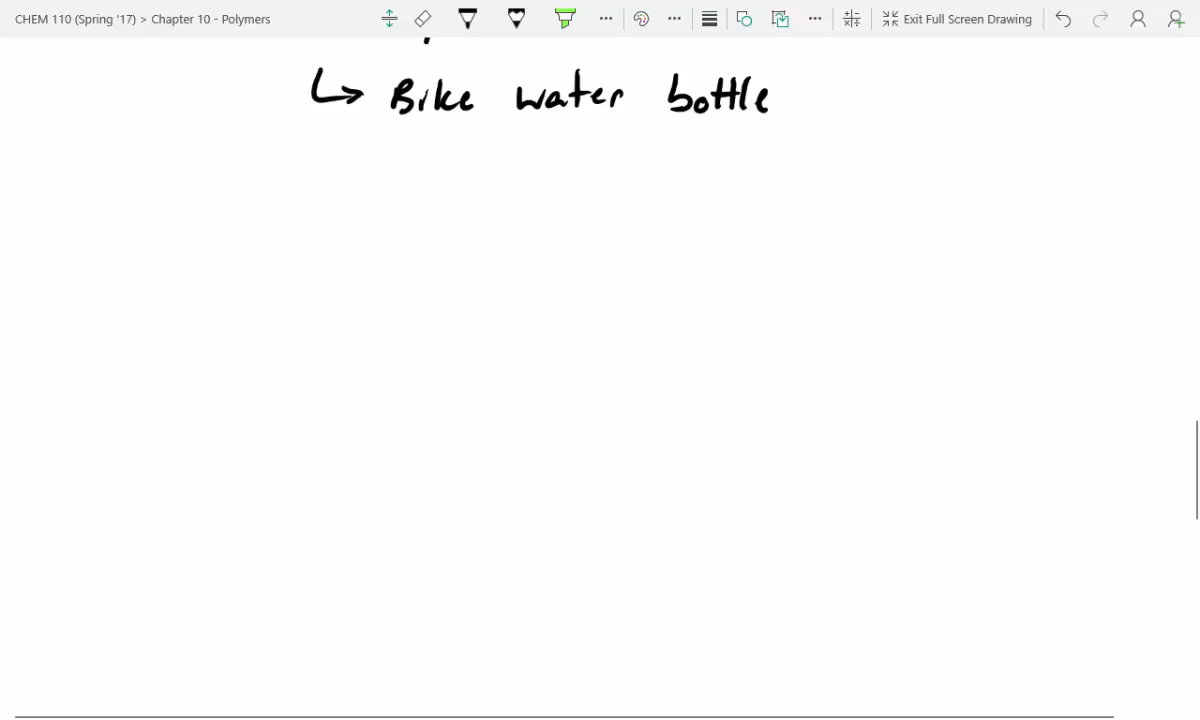 CHEM 110 (Spring '17) > Chapter 10 - Polymers
Exit Full Screen Drawing
↳ Bike water bottle